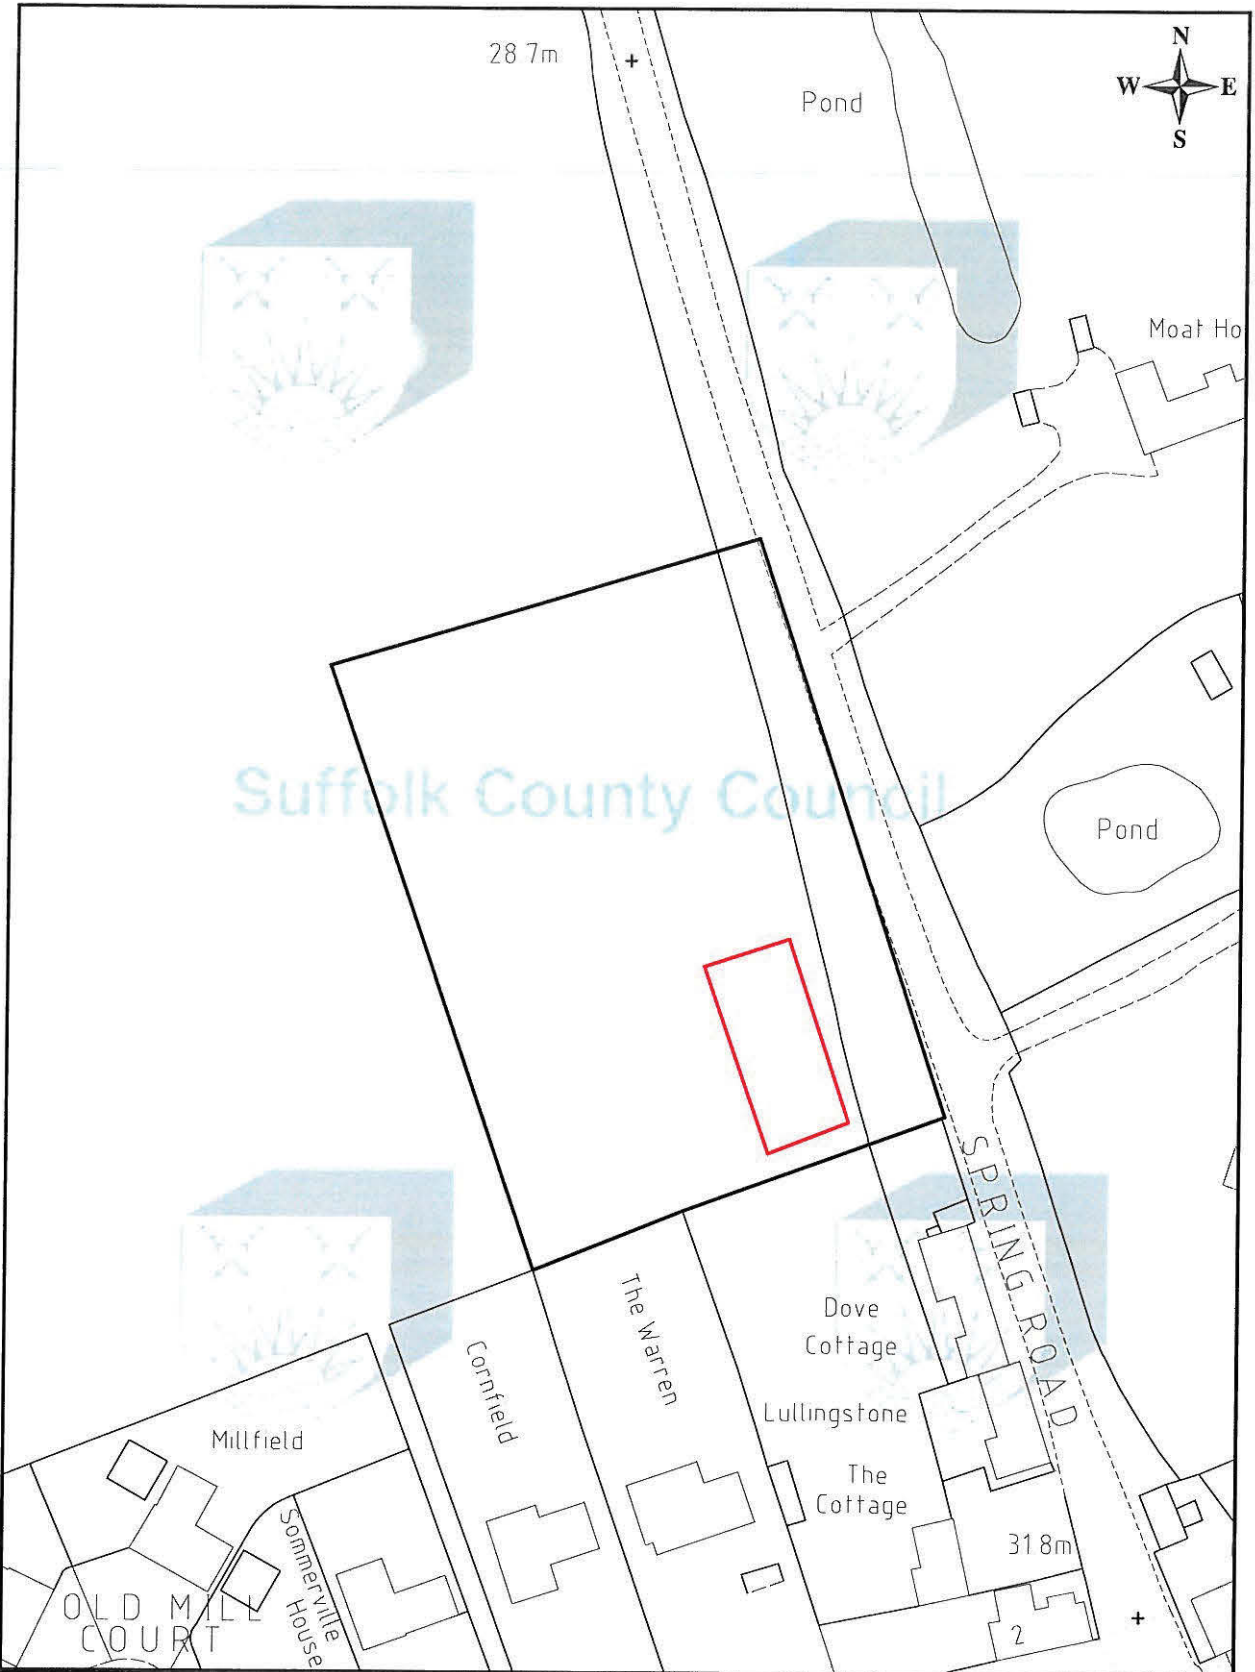 28 7m
Pond
N
W E
S
Moat Ho
Suffolk County Council
Pond
SPRING ROAD
The Warren
Dove
Cottage
Cornfield
Lullingstone
Millfield
The
Cottage
Sommerville
House
31 8m
OLD MILL
COURT
2